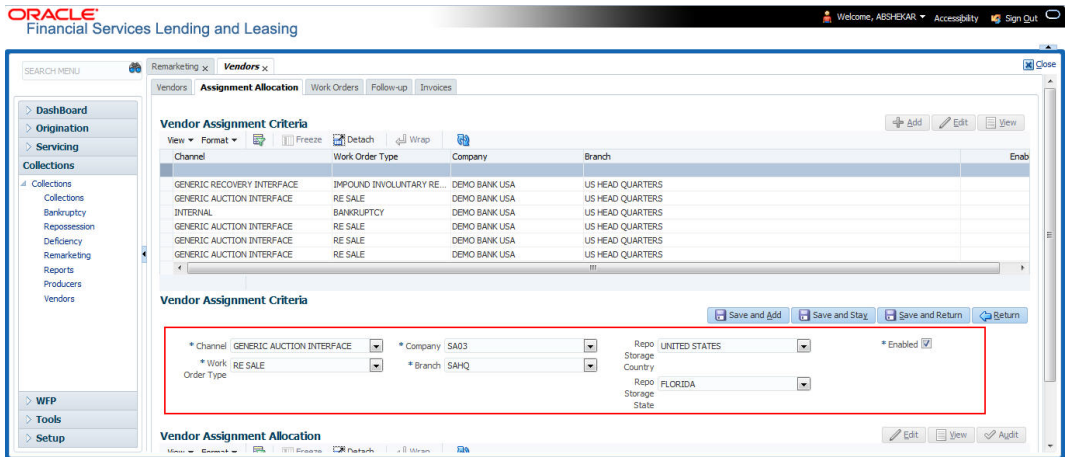 ORACLE
Financial Services Lending and Leasing
Welcome, ABSHEKAR Accessibility Sign Out
Close
SEARCH MENU
Remarketing x Vendors x
Vendors Assignment Allocation Work Orders Follow-up Invoices
DashBoard
Origination
Servicing
Collections
Collections
Collections
Bankruptcy
Repossession
Deficiency
Remarketing
Reports
Producers
Vendors
WFP
Tools
Setup
Vendor Assignment Criteria
Add Edit View
View Format Freeze Detach Wrap
Channel Work Order Type Company Branch Enab
GENERIC RECOVERY INTERFACE IMPOUND INVOLUNTARY RE... DEMO BANK USA US HEAD QUARTERS
GENERIC AUCTION INTERFACE RE SALE DEMO BANK USA US HEAD QUARTERS
INTERNAL BANKRUPTCY DEMO BANK USA US HEAD QUARTERS
GENERIC AUCTION INTERFACE RE SALE DEMO BANK USA US HEAD QUARTERS
GENERIC AUCTION INTERFACE RE SALE DEMO BANK USA US HEAD QUARTERS
GENERIC AUCTION INTERFACE RE SALE DEMO BANK USA US HEAD QUARTERS
Vendor Assignment Criteria
Save and Add Save and Stay Save and Return Return
* Channel GENERIC AUCTION INTERFACE
* Work Order Type RE SALE
* Company SA03
* Branch SAHQ
Repo Storage Country UNITED STATES
Repo Storage State FLORIDA
* Enabled
Vendor Assignment Allocation
Edit View Audit
View Format Freeze Detach Wrap